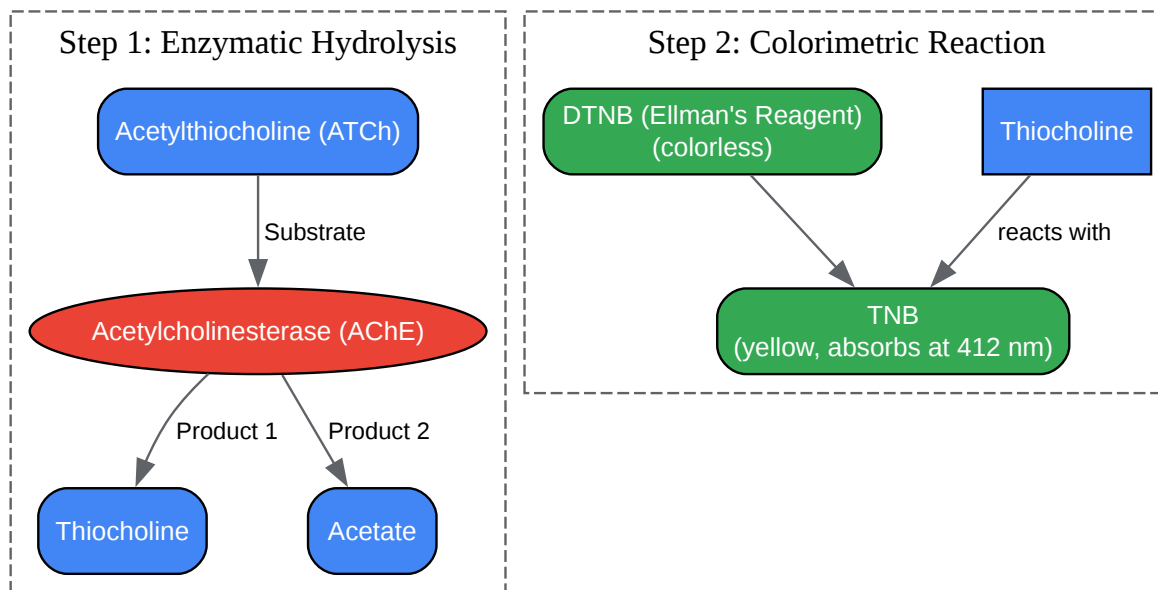 Step 1: Enzymatic Hydrolysis
Acetylthiocholine (ATCh)
Substrate
Acetylcholinesterase (AChE)
Product 1
Product 2
Thiocholine
Acetate
Step 2: Colorimetric Reaction
DTNB (Ellman's Reagent)
(colorless)
Thiocholine
reacts with
TNB
(yellow, absorbs at 412 nm)